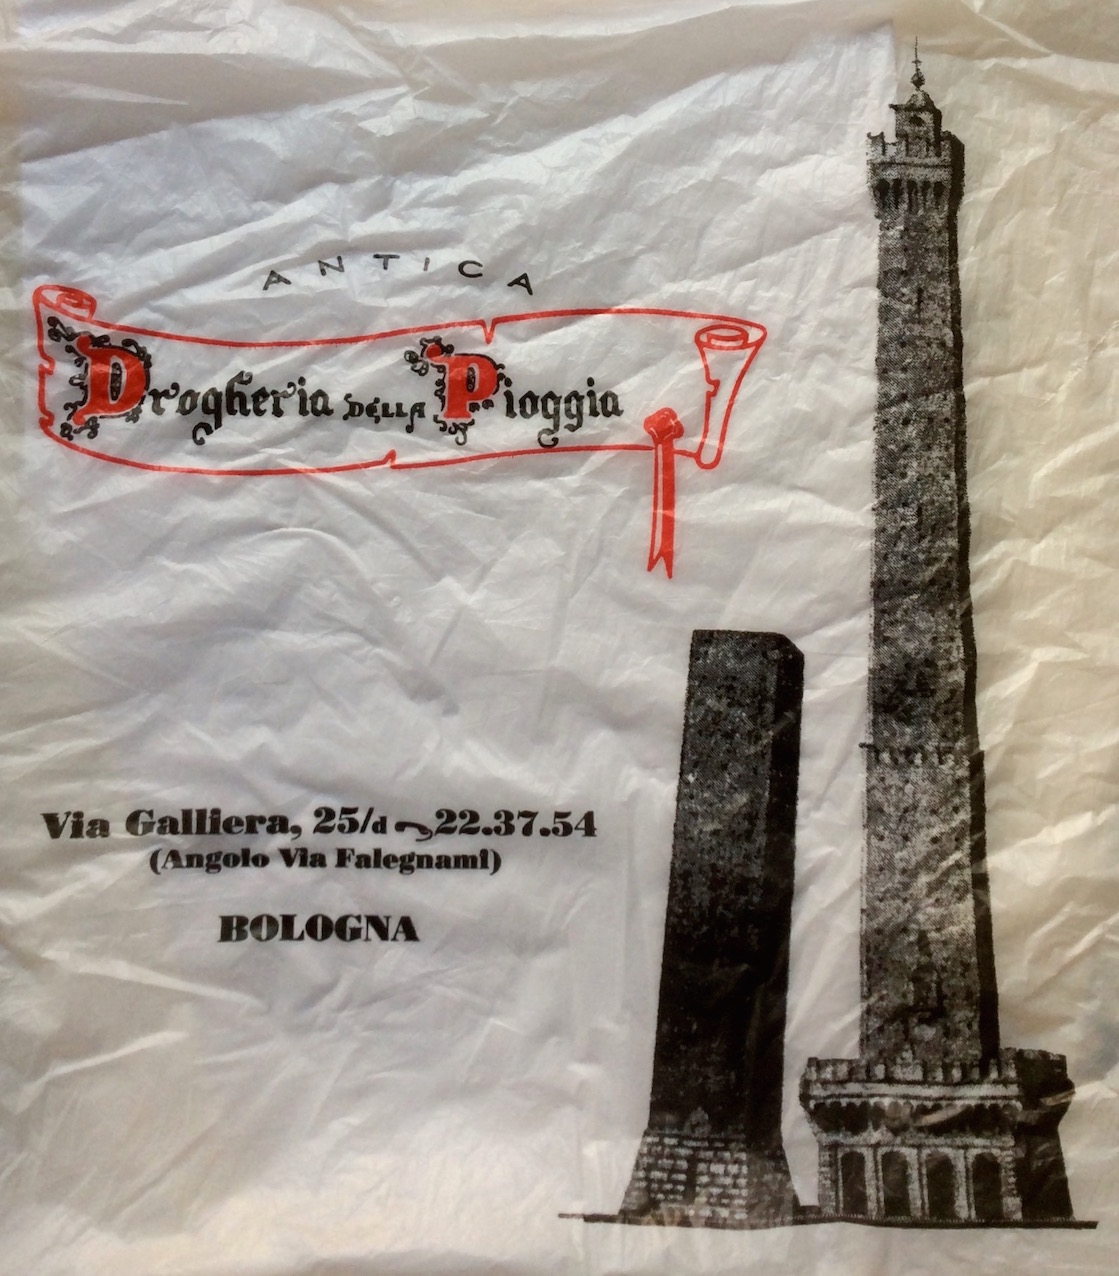 ANTICA
Drogheria DELLA Pioggia
Via Galliera, 25/d 22.37.54
(Angolo Via Falegnami)
BOLOGNA